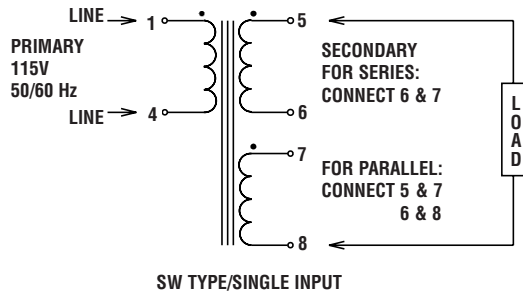 LINE 1 5
PRIMARY
115V
50/60 Hz
LINE 4 6
SECONDARY
FOR SERIES:
CONNECT 6 & 7
7
FOR PARALLEL:
CONNECT 5 & 7
6 & 8
8
LOAD
SW TYPE/SINGLE INPUT